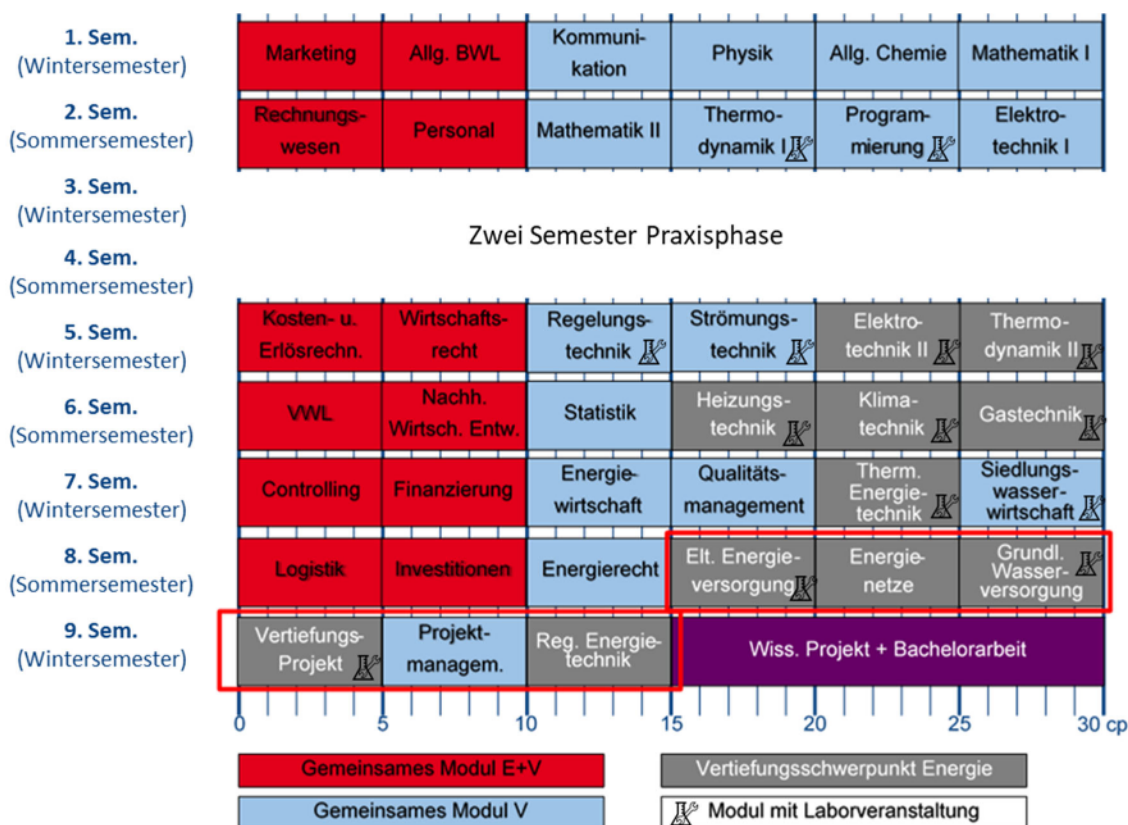 1. Sem.
(Wintersemester)
Marketing
Allg. BWL
Kommuni-
kation
Physik
Allg. Chemie
Mathematik I
2. Sem.
(Sommersemester)
Rechnungs-
wesen
Personal
Mathematik II
Thermo-
dynamik I
Program-
mierung
Elektro-
technik I
3. Sem.
(Wintersemester)
Zwei Semester Praxisphase
4. Sem.
(Sommersemester)
5. Sem.
(Wintersemester)
Kosten- u.
Erlösrechn.
Wirtschafts-
recht
Regelungs-
technik
Strömungs-
technik
Elektro-
technik II
Thermo-
dynamik II
6. Sem.
(Sommersemester)
VWL
Nachh.
Wirtsch. Entw.
Statistik
Heizungs-
technik
Klima-
technik
Gastechnik
7. Sem.
(Wintersemester)
Controlling
Finanzierung
Energie-
wirtschaft
Qualitäts-
management
Therm.
Energie-
technik
Siedlungs-
wasser-
wirtschaft
8. Sem.
(Sommersemester)
Logistik
Investitionen
Energierecht
Elt. Energie-
versorgung
Energie-
netze
Grundl.
Wasser-
versorgung
9. Sem.
(Wintersemester)
Vertiefungs-
Projekt
Projekt-
managem.
Reg. Energie-
technik
Wiss. Projekt + Bachelorarbeit
0 5 10 15 20 25 30 cp
Gemeinsames Modul E+V
Vertiefungsschwerpunkt Energie
Gemeinsames Modul V
Modul mit Laborveranstaltung